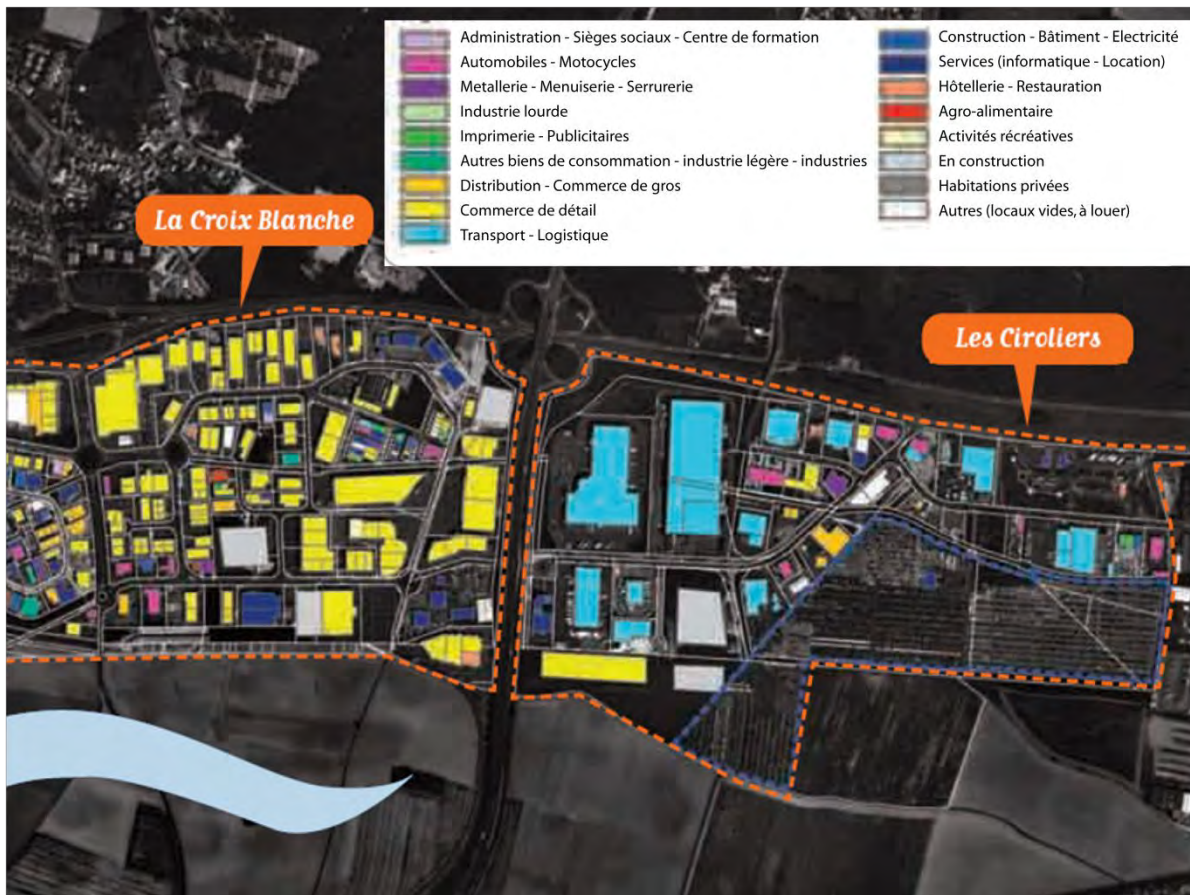 Administration - Sièges sociaux - Centre de formation
Automobiles - Motocycles
Metallerie - Menuiserie - Serrurerie
Industrie lourde
Imprimerie - Publicitaires
Autres biens de consommation - industrie légère - industries
Distribution - Commerce de gros
Commerce de détail
Transport - Logistique
Construction - Bâtiment - Electricité
Services (informatique - Location)
Hôtellerie - Restauration
Agro-alimentaire
Activités récréatives
En construction
Habitations privées
Autres (locaux vides, à louer)
La Croix Blanche
Les Ciroliers